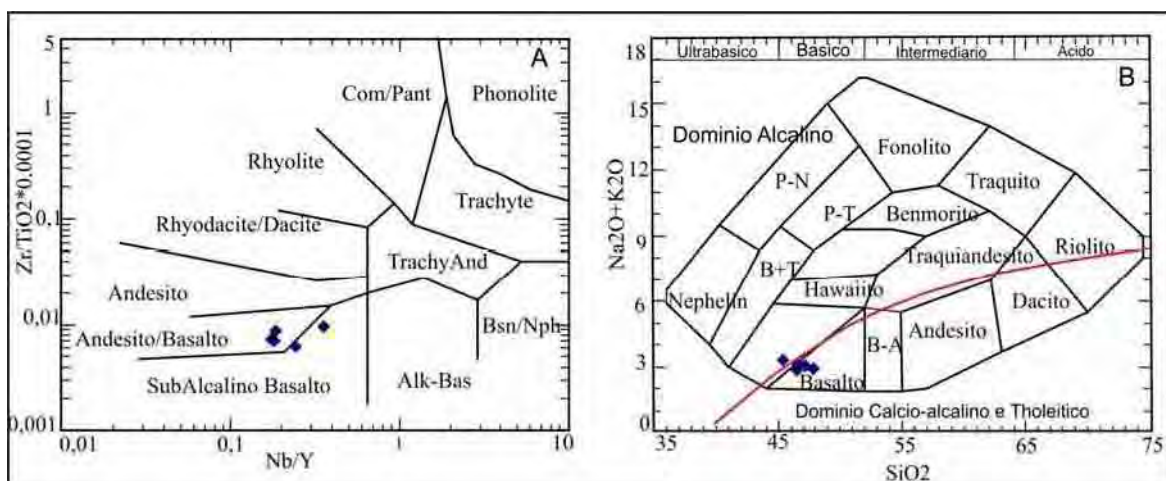 A
5
1
0,1
0,01
0,001
Zr/TiO2*0.0001
Com/Pant
Phonolite
Rhyolite
Trachyte
Rhyodacite/Dacite
TrachyAnd
Andesito
Andesito/Basalto
Bsn/Nph
SubAlcalino Basalto
Alk-Bas
0,01
0,1
1
10
Nb/Y
B
Ultrabasico
Basico
Intermediario
Ácido
18
15
12
9
6
3
0
Na2O+K2O
Dominio Alcalino
Fonolito
P-N
Traquito
P-T
Benmorito
Traquiandesito
Riolito
B+T
Hawaiito
Nephelin
Dacito
B-A
Andesito
Basalto
Dominio Calcio-alcalino e Tholeitico
35
45
55
65
75
SiO2